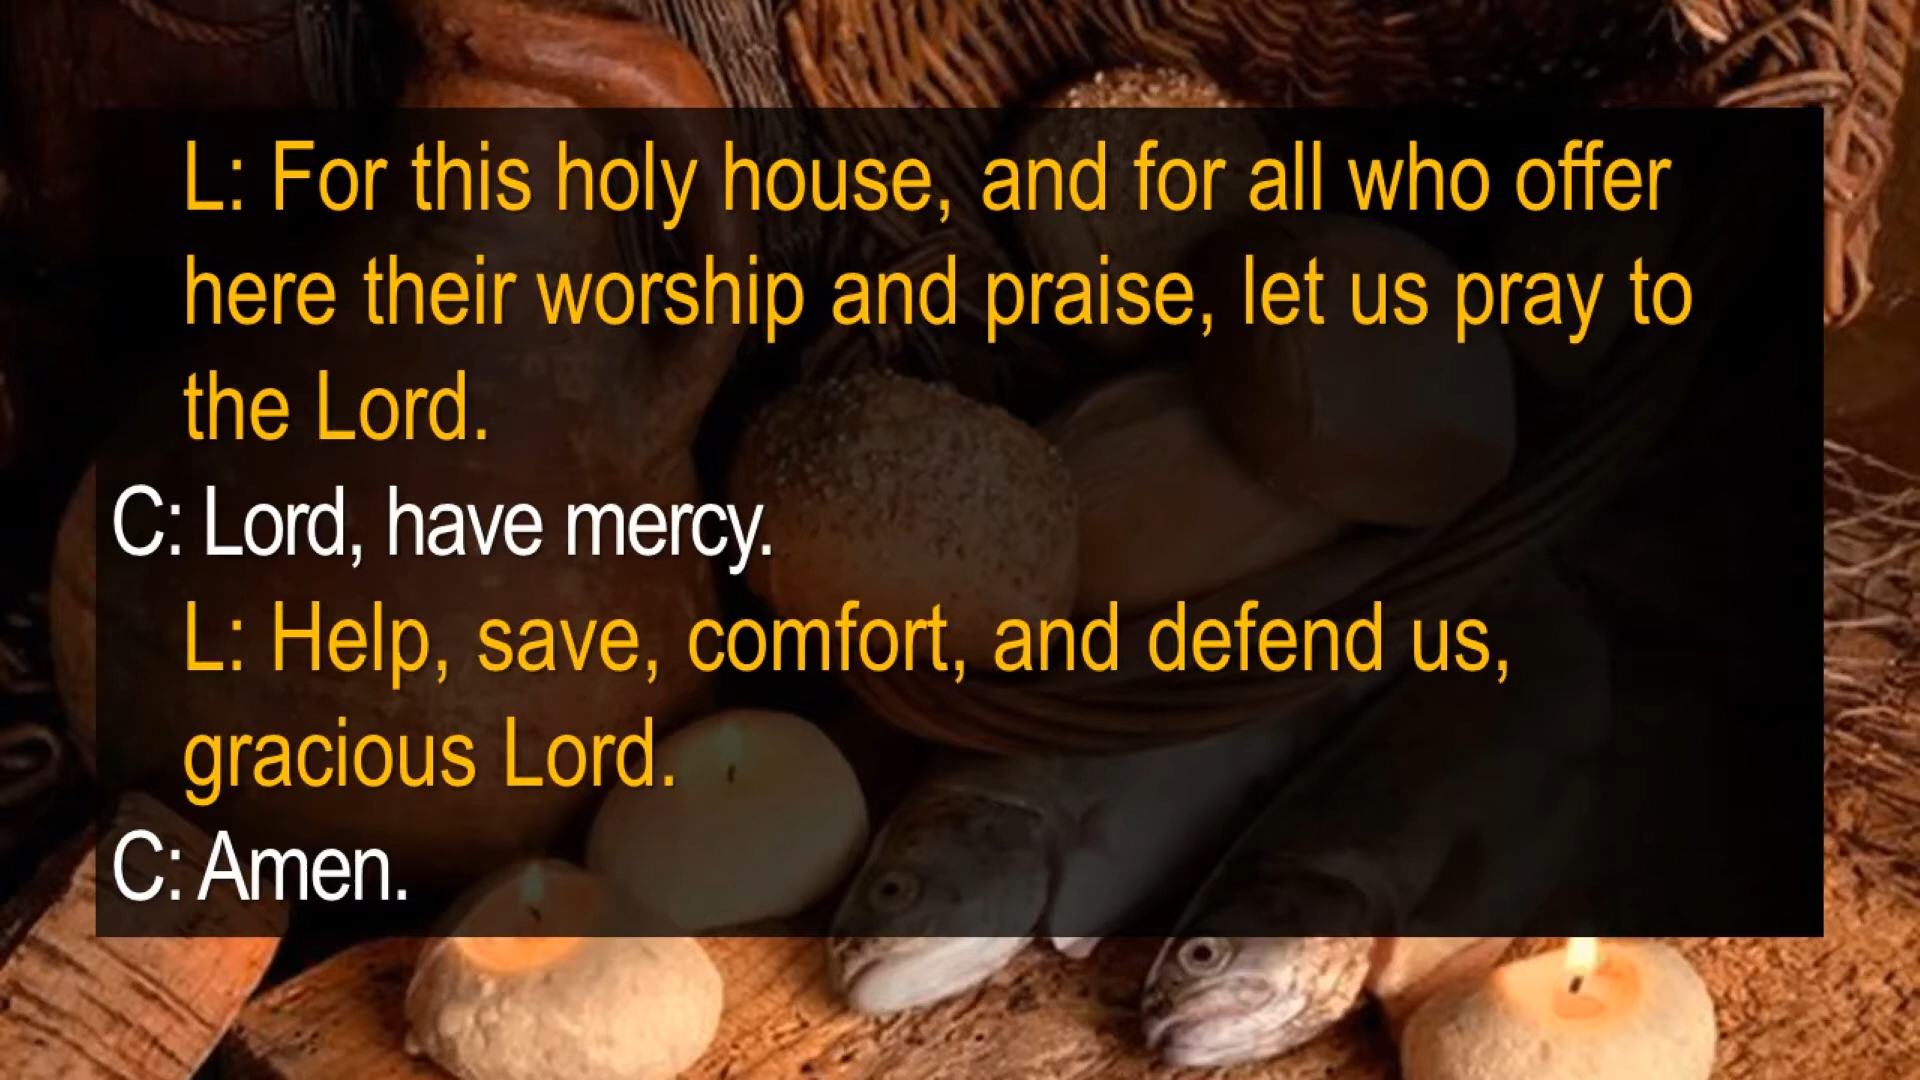 L: For this holy house, and for all who offer
here their worship and praise, let us pray to
the Lord.
C: Lord, have mercy.
L: Help, save, comfort, and defend us,
gracious Lord.
C: Amen.